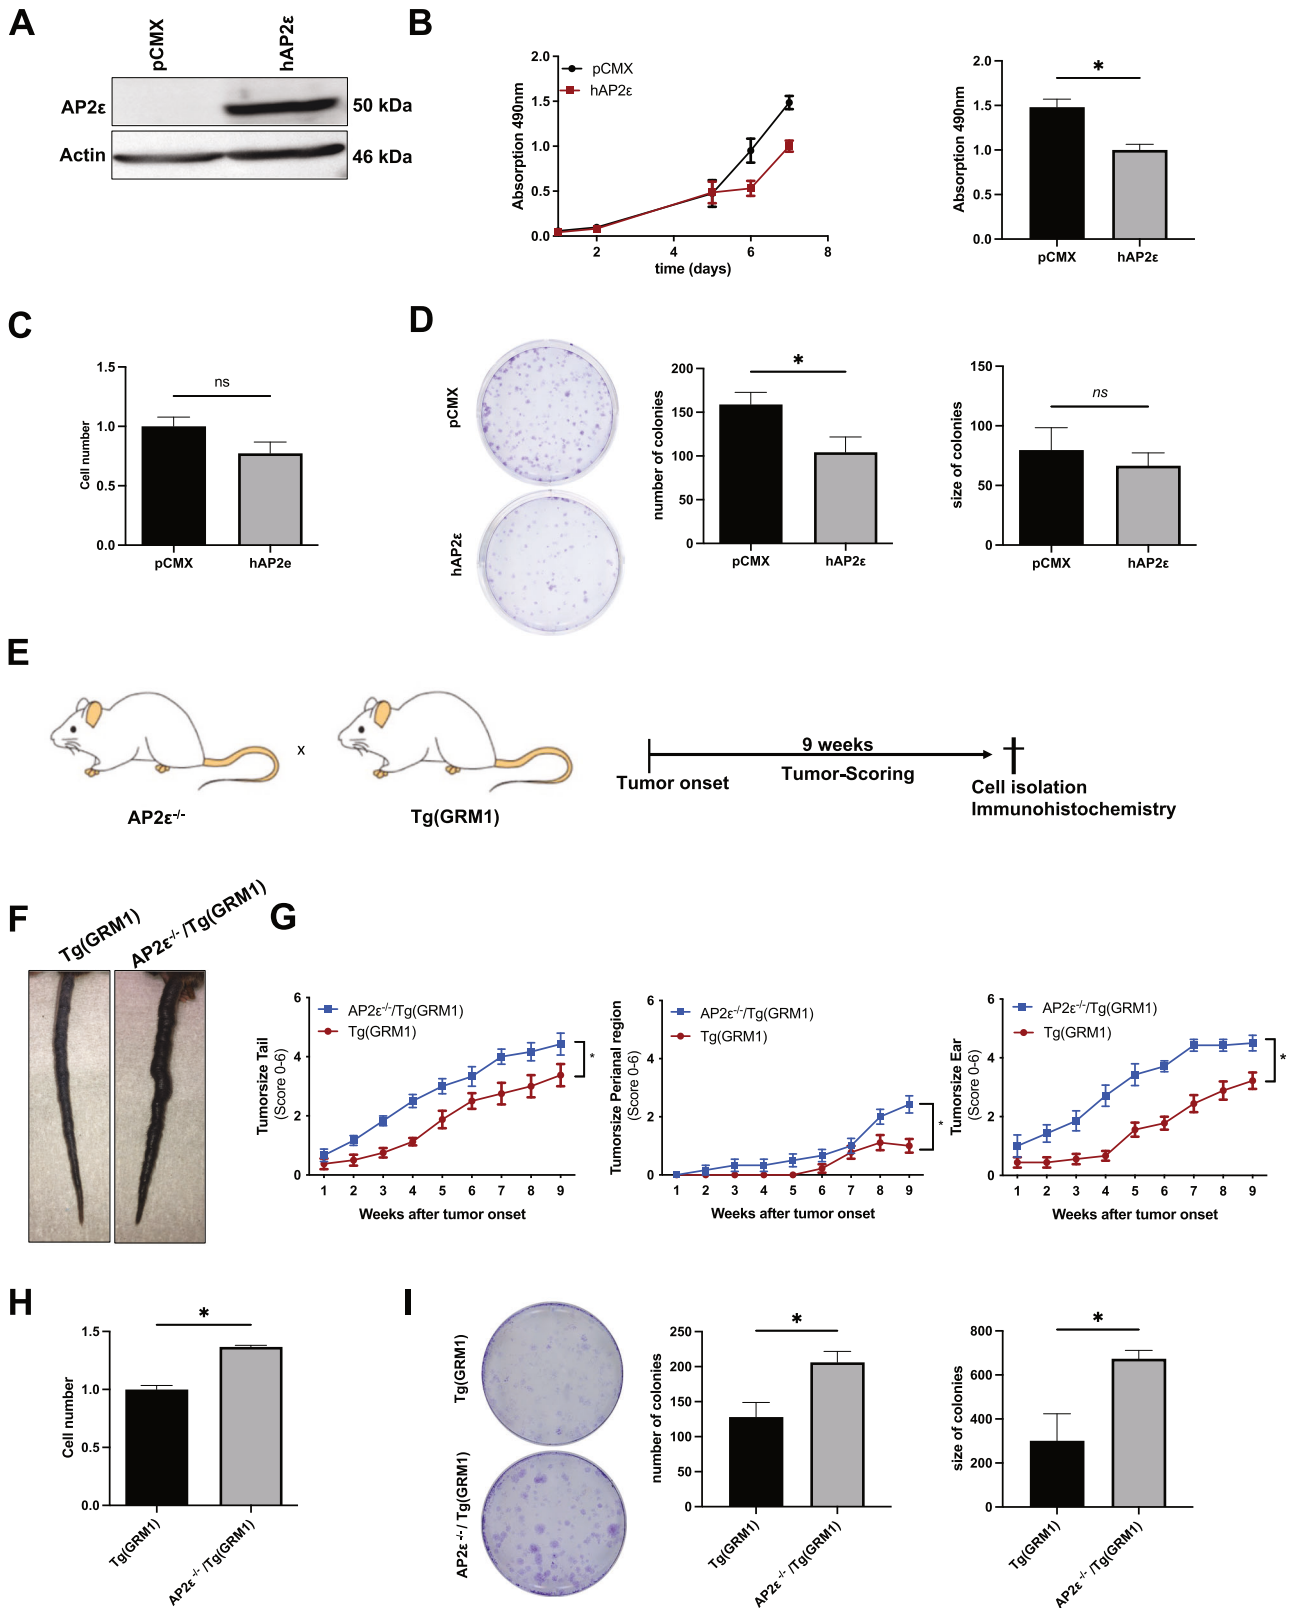 A
pCMX
hAP2ε
AP2ε
50 kDa
Actin
46 kDa
B
Absorption 490nm
2.0
1.5
1.0
0.5
0.0
pCMX
hAP2ε
2
4
6
8
time (days)
Absorption 490nm
2.0
1.5
1.0
0.5
0.0
*
pCMX
hAP2ε
C
Cell number
1.5
1.0
0.5
0.0
ns
pCMX
hAP2e
D
pCMX
hAP2ε
number of colonies
200
150
100
50
0
*
pCMX
hAP2ε
size of colonies
150
100
50
0
ns
pCMX
hAP2ε
E
AP2ε-/-
x
Tg(GRM1)
9 weeks
Tumor onset
Tumor-Scoring
Cell isolation
Immunohistochemistry
F
Tg(GRM1)
AP2ε-/- /Tg(GRM1)
G
Tumorsize Tail
(Score 0-6)
6
4
2
0
AP2ε-/-/Tg(GRM1)
Tg(GRM1)
*
1 2 3 4 5 6 7 8 9
Weeks after tumor onset
Tumorsize Perianal region
(Score 0-6)
6
4
2
0
AP2ε-/-/Tg(GRM1)
Tg(GRM1)
*
1 2 3 4 5 6 7 8 9
Weeks after tumor onset
Tumorsize Ear
(Score 0-6)
6
4
2
0
AP2ε-/-/Tg(GRM1)
Tg(GRM1)
*
1 2 3 4 5 6 7 8 9
Weeks after tumor onset
H
Cell number
1.5
1.0
0.5
0.0
*
Tg(GRM1)
AP2ε-/- /Tg(GRM1)
I
Tg(GRM1)
AP2ε-/- / Tg(GRM1)
number of colonies
250
200
150
100
50
0
*
Tg(GRM1)
AP2ε-/- /Tg(GRM1)
size of colonies
800
600
400
200
0
*
Tg(GRM1)
AP2ε-/- /Tg(GRM1)